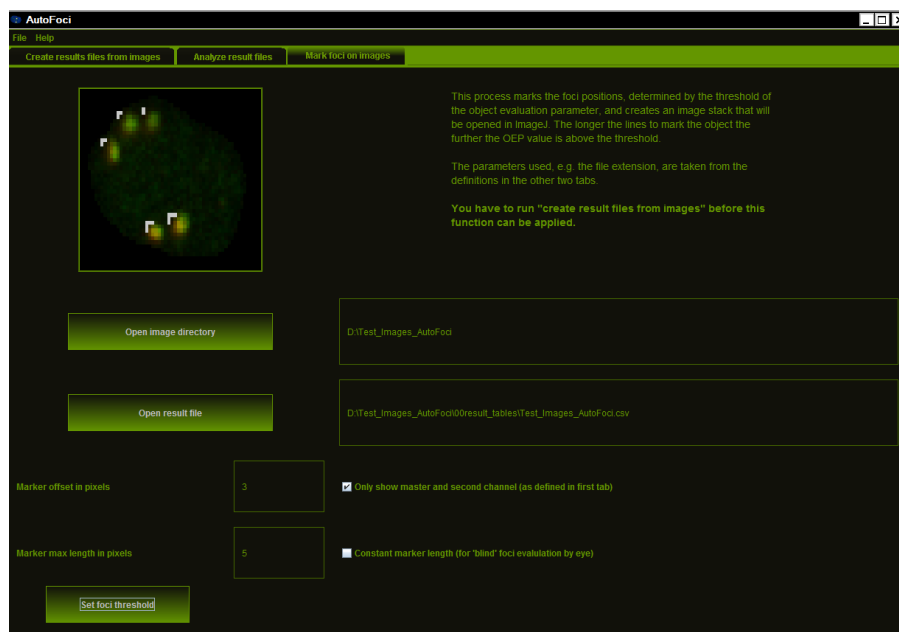 AutoFoci
File Help
Create results files from images Analyze result files Mark foci on images
This process marks the foci positions, determined by the threshold of
the object evaluation parameter, and creates an image stack that will
be opened in ImageJ. The longer the lines to mark the object the
further the OEP value is above the threshold.
The parameters used, e.g. the file extension, are taken from the
definitions in the other two tabs.
You have to run "create result files from images" before this
function can be applied.
Open image directory D:\Test_Images_AutoFoci
Open result file D:\Test_Images_AutoFoci\00result_tables\Test_Images_AutoFoci.csv
Marker offset in pixels 3 Only show master and second channel (as defined in first tab)
Marker max length in pixels 5 Constant marker length (for 'blind' foci evalulation by eye)
Set foci threshold